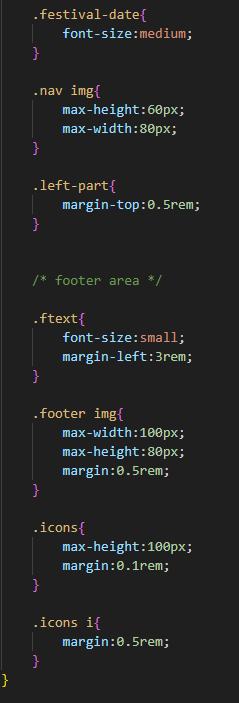 .festival-date{
font-size:medium;
}
.nav img{
max-height:60px;
max-width:80px;
}
.left-part{
margin-top:0.5rem;
}
/* footer area */
.ftext{
font-size:small;
margin-left:3rem;
}
.footer img{
max-width:100px;
max-height:80px;
margin:0.5rem;
}
.icons{
max-height:100px;
margin:0.1rem;
}
.icons i{
margin:0.5rem;
}
}